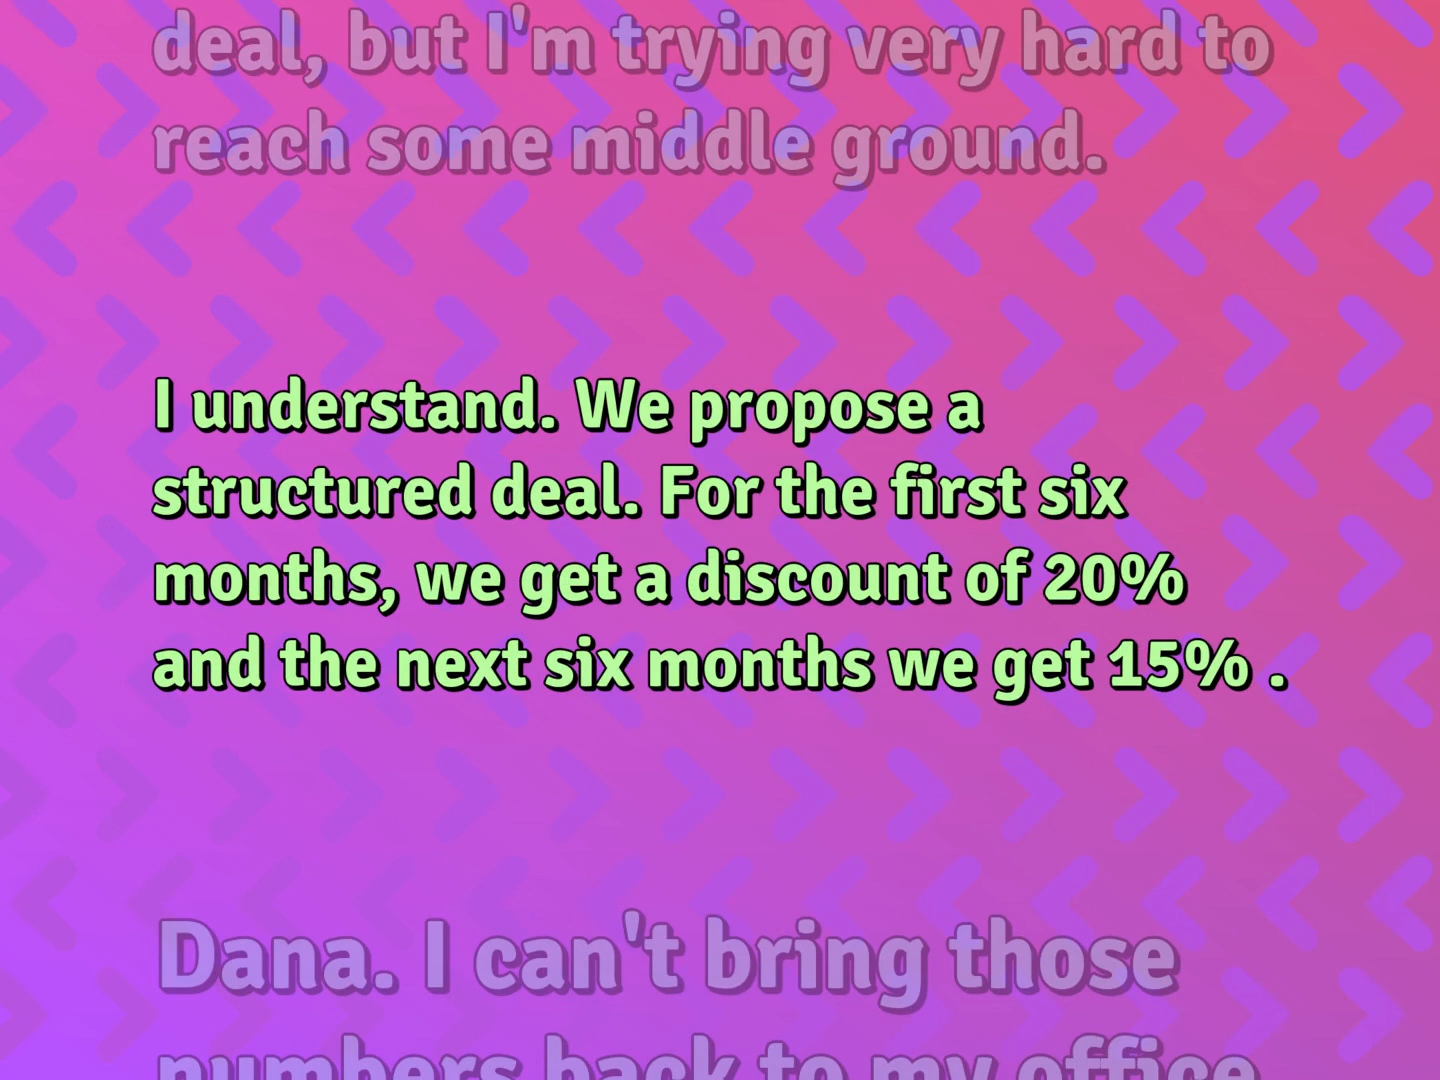 deal, but I'm trying very hard to
reach some middle ground.
I understand. We propose a
structured deal. For the first six
months, we get a discount of 20%
and the next six months we get 15% .
Dana. I can't bring those
numbers back to my office